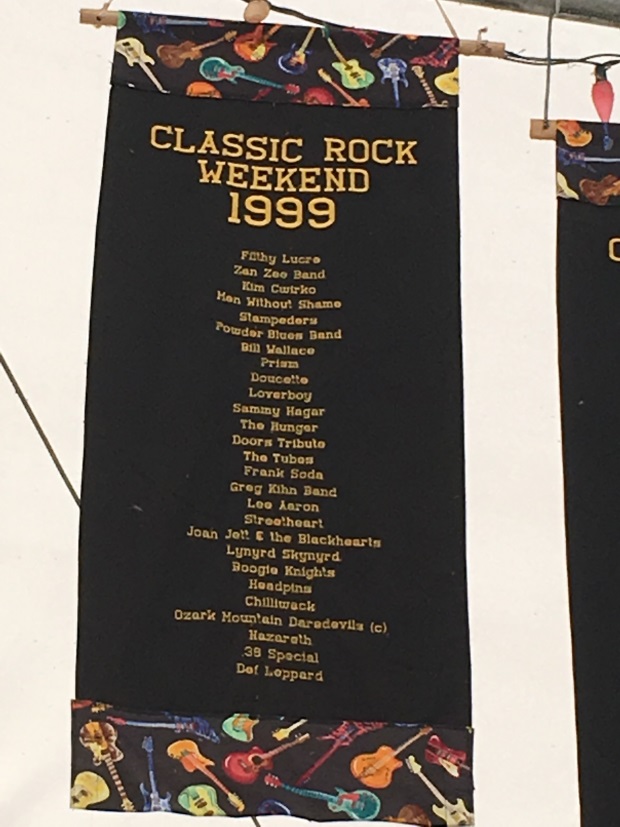 CLASSIC ROCK
WEEKEND
1999
Filthy Lucre
Zan Zee Band
Kim Cwirko
Men Without Shame
Stampeders
Powder Blues Band
Bill Wallace
Prism
Doucette
Loverboy
Sammy Hagar
The Hunger
Doors Tribute
The Tubes
Frank Soda
Greg Kihn Band
Lee Aaron
Streetheart
Joan Jett & the Blackhearts
Lynyrd Skynyrd
Boogie Knights
Headpins
Chilliwack
Ozark Mountain Daredevils (c)
Nazareth
.38 Special
Def Leppard
C